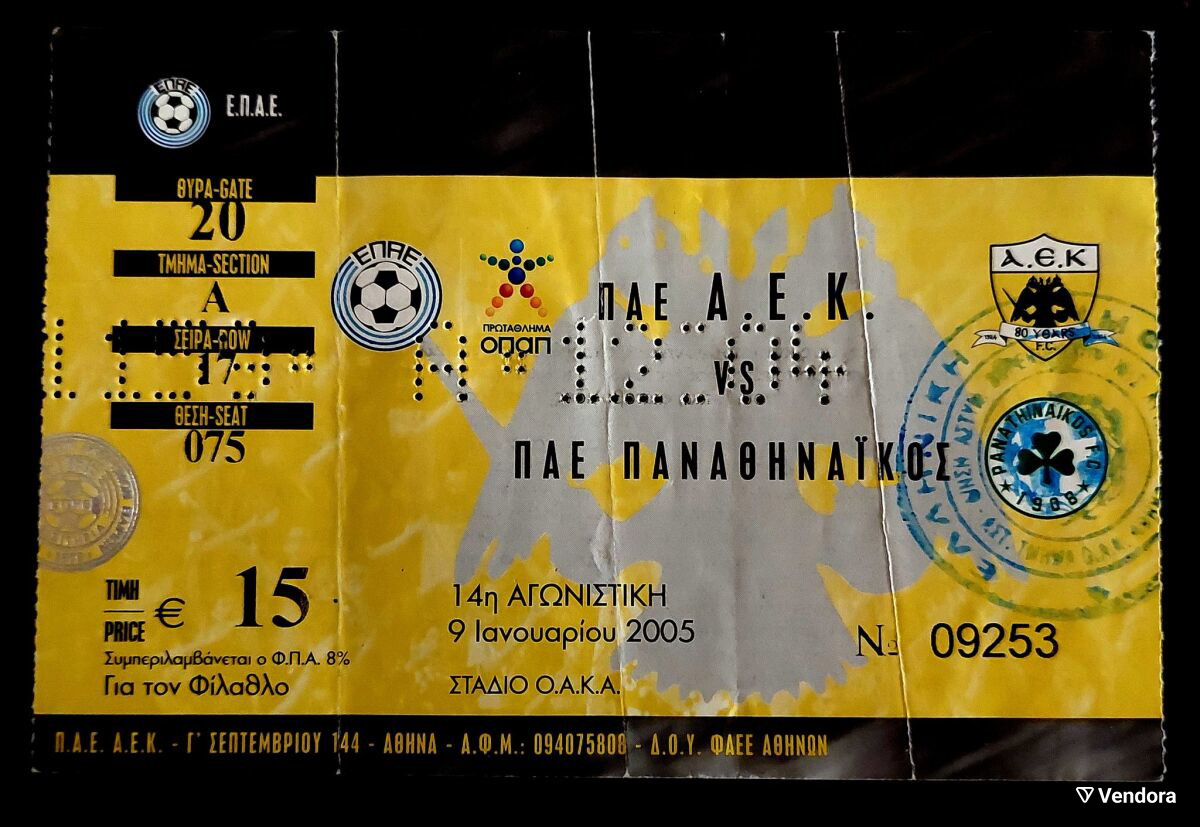 ΕΠΑΕ
Ε.Π.Α.Ε.
ΘΥΡΑ-GATE
20
ΤΜΗΜΑ-SECTION
A
ΣΕΙΡΑ-ROW
17
ΘΕΣΗ-SEAT
075
ΤΙΜΗ
PRICE
€ 15
Συμπεριλαμβάνεται ο Φ.Π.Α. 8%
Για τον Φίλαθλο
ΕΠΑΕ
ΠΡΩΤΑΘΛΗΜΑ
ΟΠΑΠ
ΠΑΕ Α.Ε.Κ.
VS
ΠΑΕ ΠΑΝΑΘΗΝΑΪΚΟΣ
14η ΑΓΩΝΙΣΤΙΚΗ
9 Ιανουαρίου 2005
ΣΤΑΔΙΟ Ο.Α.Κ.Α.
Α.Ε.Κ
80 YEARS
F.C.
PANATHINAIKOS F.C.
1908
ΕΛΛΗΝΙΚΗ
№ 09253
Π.Α.Ε. Α.Ε.Κ. - Γ' ΣΕΠΤΕΜΒΡΙΟΥ 144 - ΑΘΗΝΑ - Α.Φ.Μ.: 094075808 - Δ.Ο.Υ. ΦΑΕΕ ΑΘΗΝΩΝ
Vendora